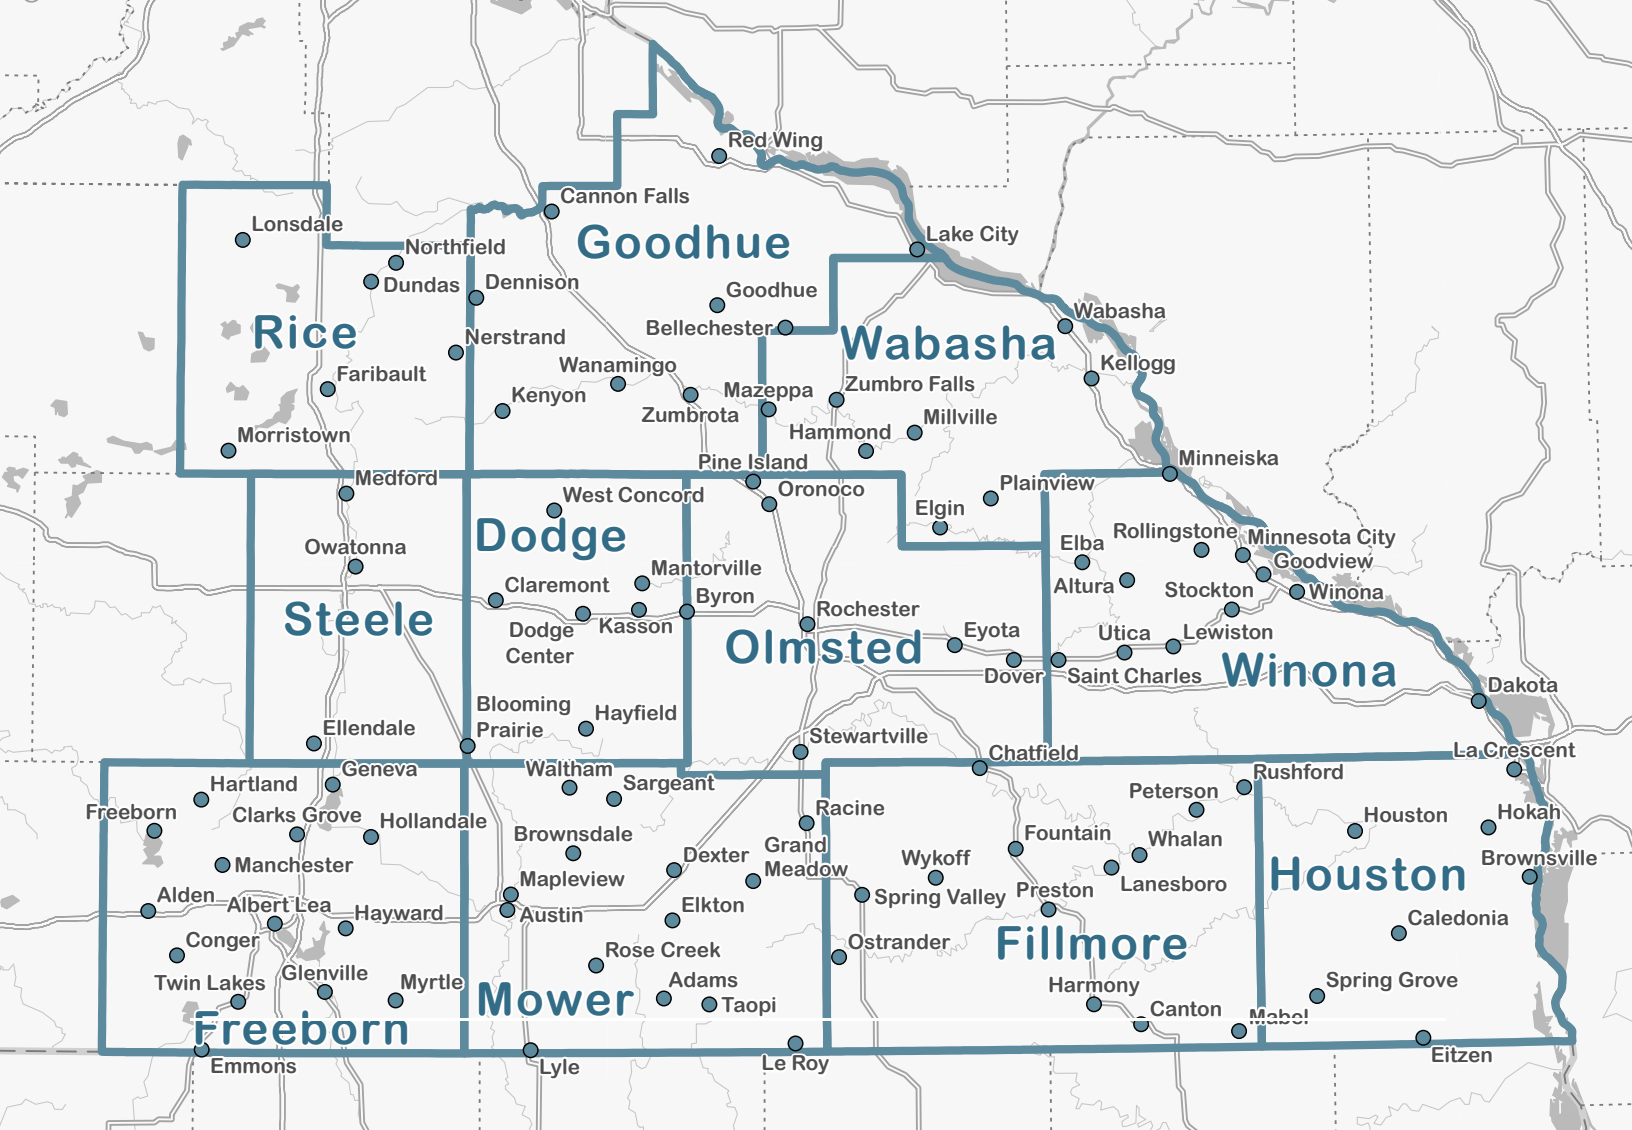 Red Wing
Cannon Falls
Lonsdale
Lake City
Goodhue
Northfield
Dundas
Dennison
Goodhue
Wabasha
Bellechester
Rice
Nerstrand
Wabasha
Wanamingo
Kellogg
Faribault
Kenyon
Zumbrota
Mazeppa
Zumbro Falls
Millville
Morristown
Hammond
Pine Island
Minneiska
Medford
West Concord
Oronoco
Plainview
Elgin
Dodge
Rollingstone
Minnesota City
Owatonna
Elba
Goodview
Mantorville
Altura
Stockton
Winona
Claremont
Byron
Rochester
Steele
Dodge
Center
Kasson
Eyota
Utica
Lewiston
Olmsted
Dover
Saint Charles
Winona
Dakota
Blooming
Prairie
Hayfield
Ellendale
Stewartville
Chatfield
La Crescent
Geneva
Waltham
Sargeant
Rushford
Hartland
Peterson
Freeborn
Clarks Grove
Hollandale
Racine
Houston
Hokah
Brownsdale
Grand
Meadow
Fountain
Whalan
Manchester
Dexter
Wykoff
Brownsville
Mapleview
Lanesboro
Houston
Alden
Albert Lea
Hayward
Austin
Elkton
Spring Valley
Preston
Caledonia
Conger
Rose Creek
Ostrander
Fillmore
Twin Lakes
Glenville
Myrtle
Mower
Adams
Taopi
Harmony
Spring Grove
Canton
Mabel
Freeborn
Emmons
Lyle
Le Roy
Eitzen